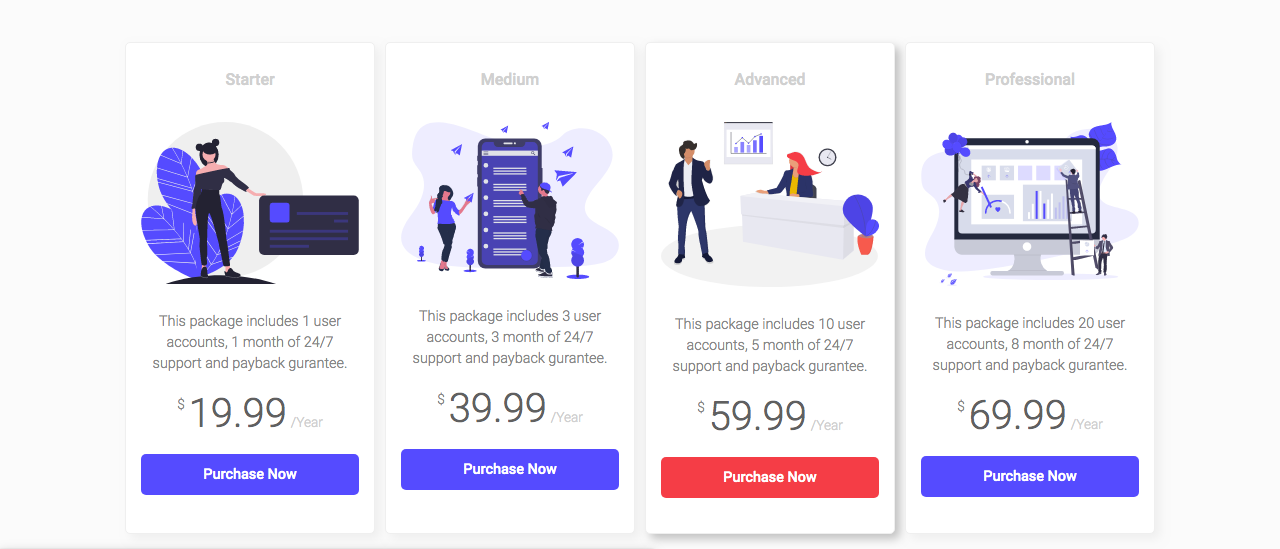 Starter
This package includes 1 user
accounts, 1 month of 24/7
support and payback gurantee.
$ 19.99 /Year
Purchase Now
Medium
This package includes 3 user
accounts, 3 month of 24/7
support and payback gurantee.
$ 39.99 /Year
Purchase Now
Advanced
This package includes 10 user
accounts, 5 month of 24/7
support and payback gurantee.
$ 59.99 /Year
Purchase Now
Professional
This package includes 20 user
accounts, 8 month of 24/7
support and payback gurantee.
$ 69.99 /Year
Purchase Now